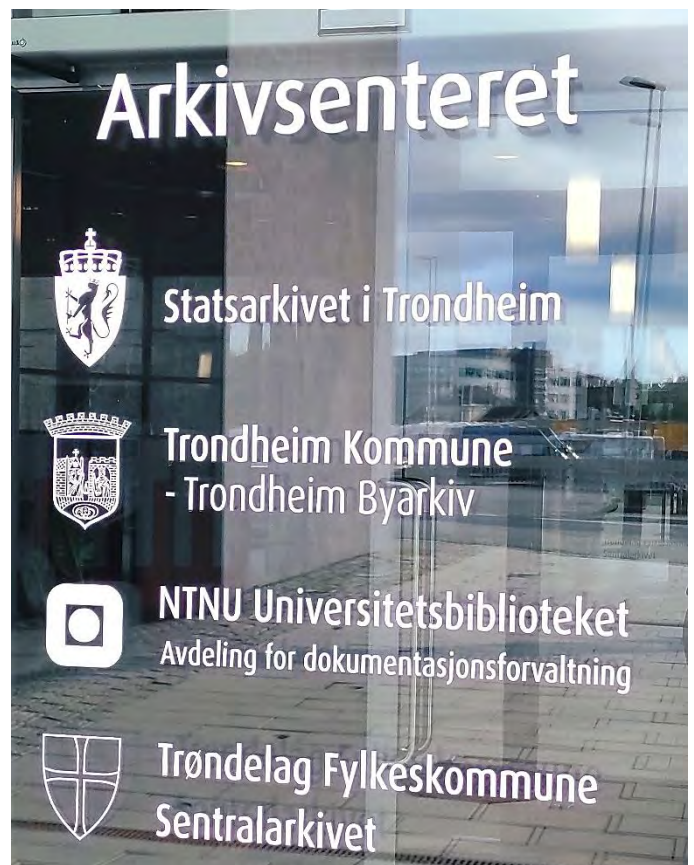 Arkivsenteret
Statsarkivet i Trondheim
Trondheim Kommune
- Trondheim Byarkiv
NTNU Universitetsbiblioteket
Avdeling for dokumentasjonsforvaltning
Trøndelag Fylkeskommune
Sentralarkivet